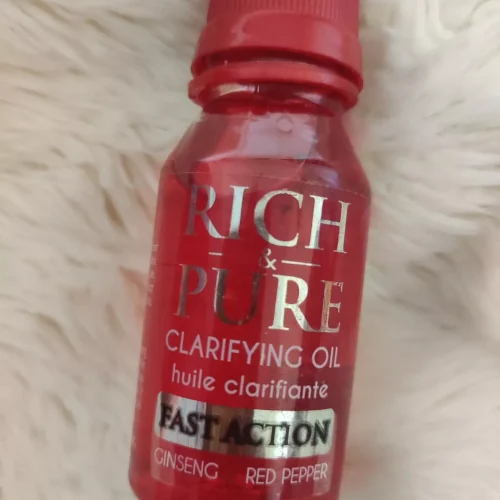 RICH
&
PURE
CLARIFYING OIL
huile clarifiante
FAST ACTION
GINSENG RED PEPPER